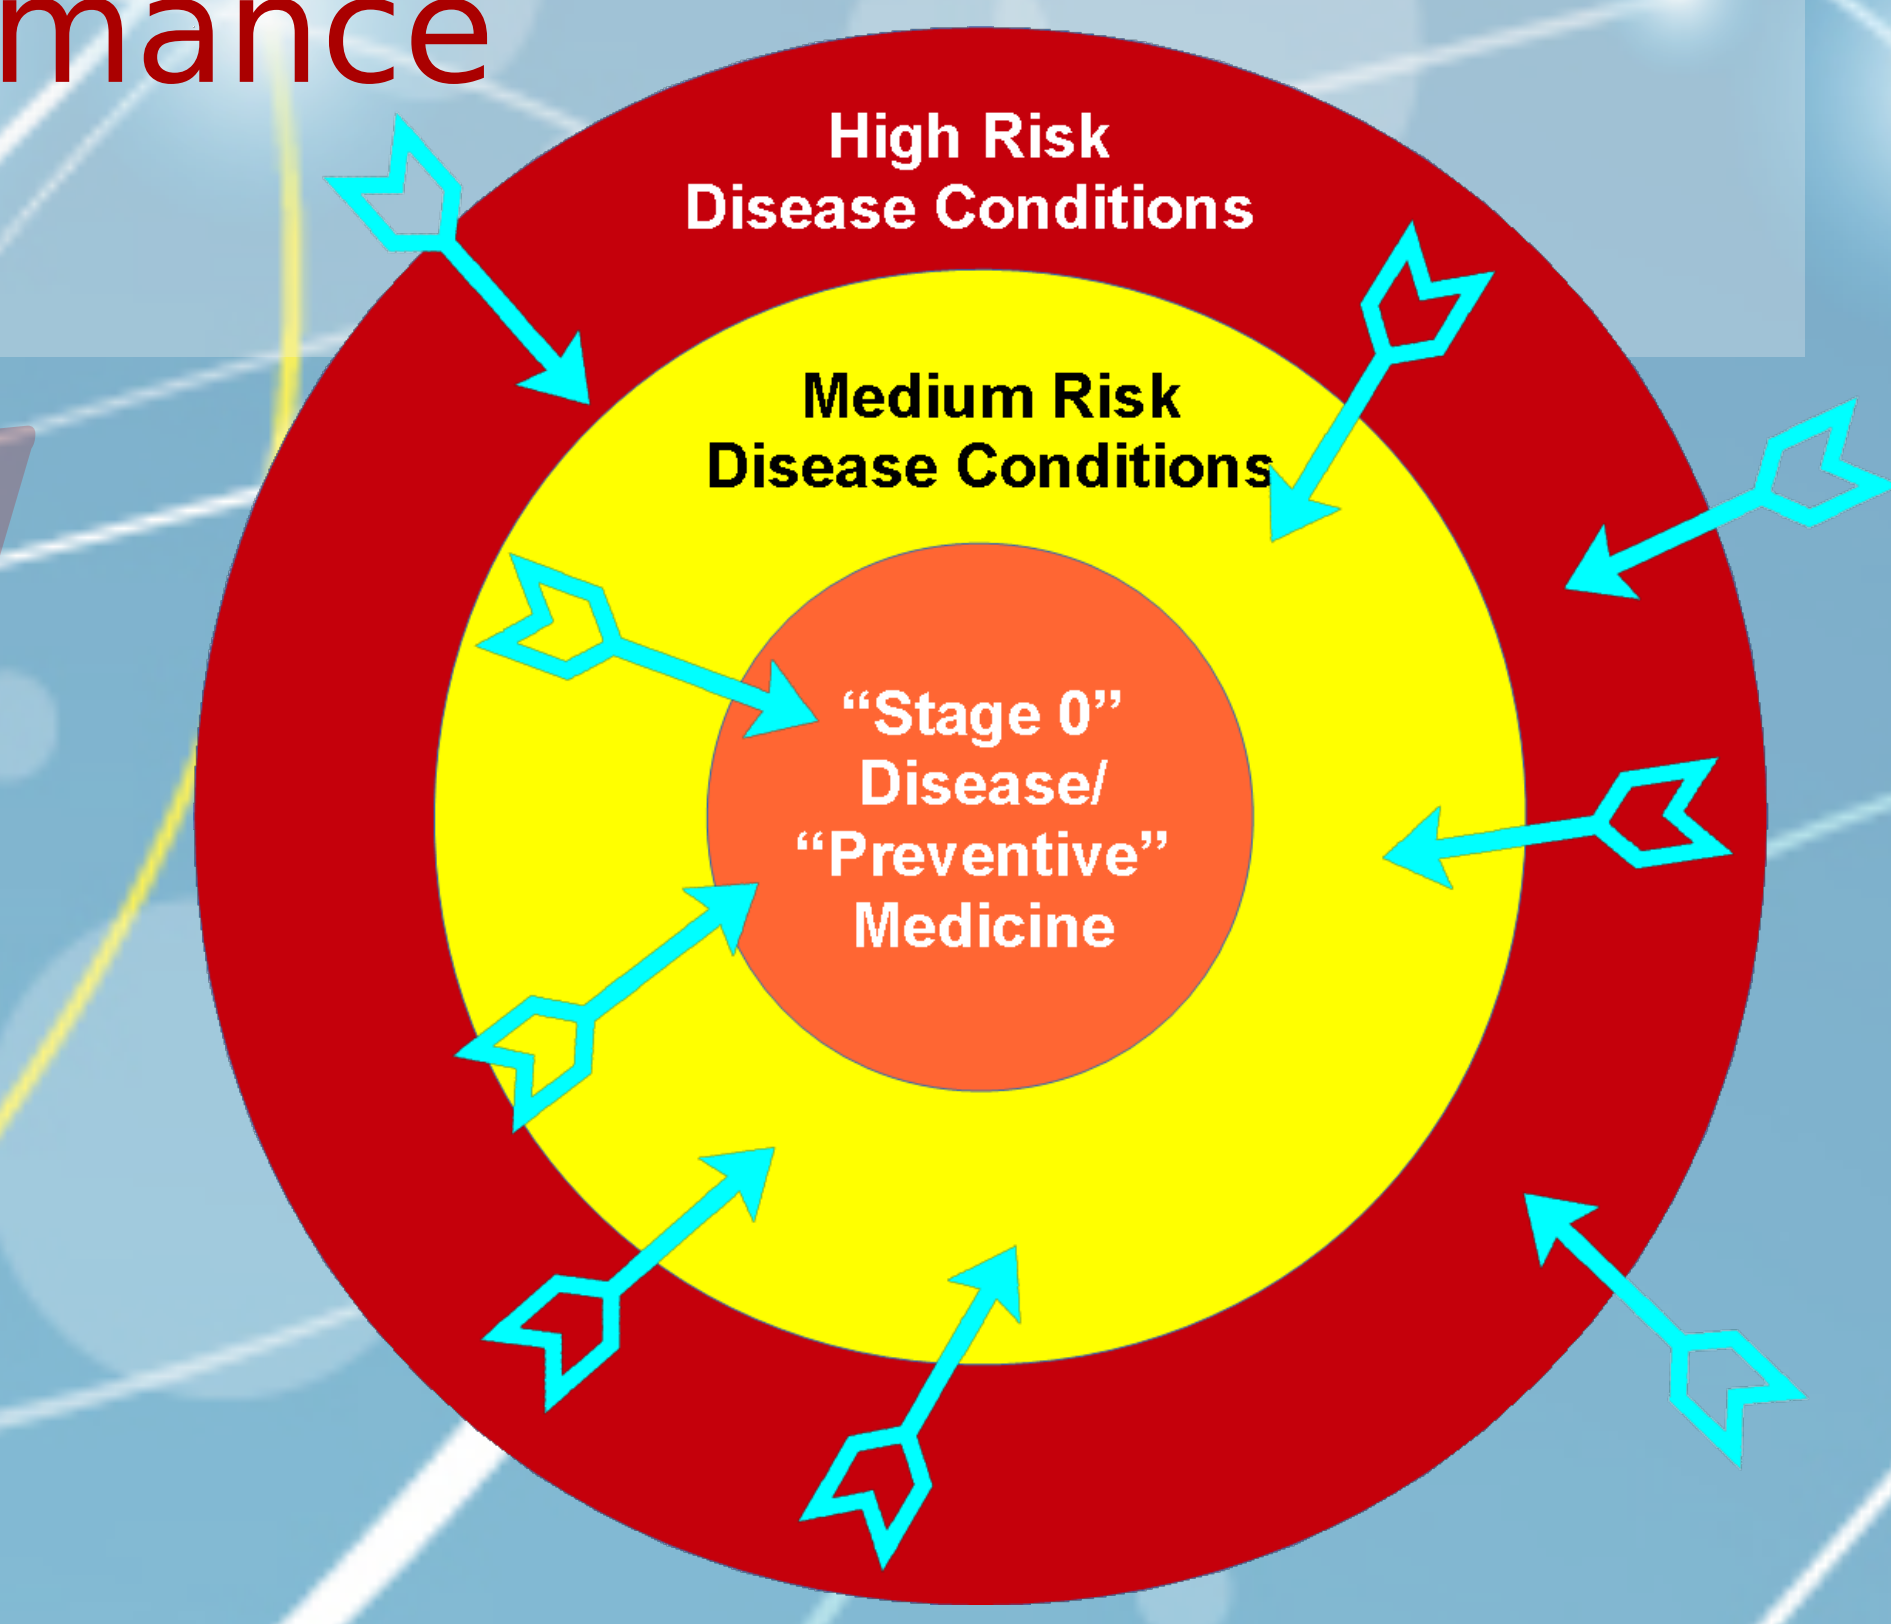 mance
High Risk
Disease Conditions
Medium Risk
Disease Conditions
“Stage 0”
Disease/
“Preventive”
Medicine